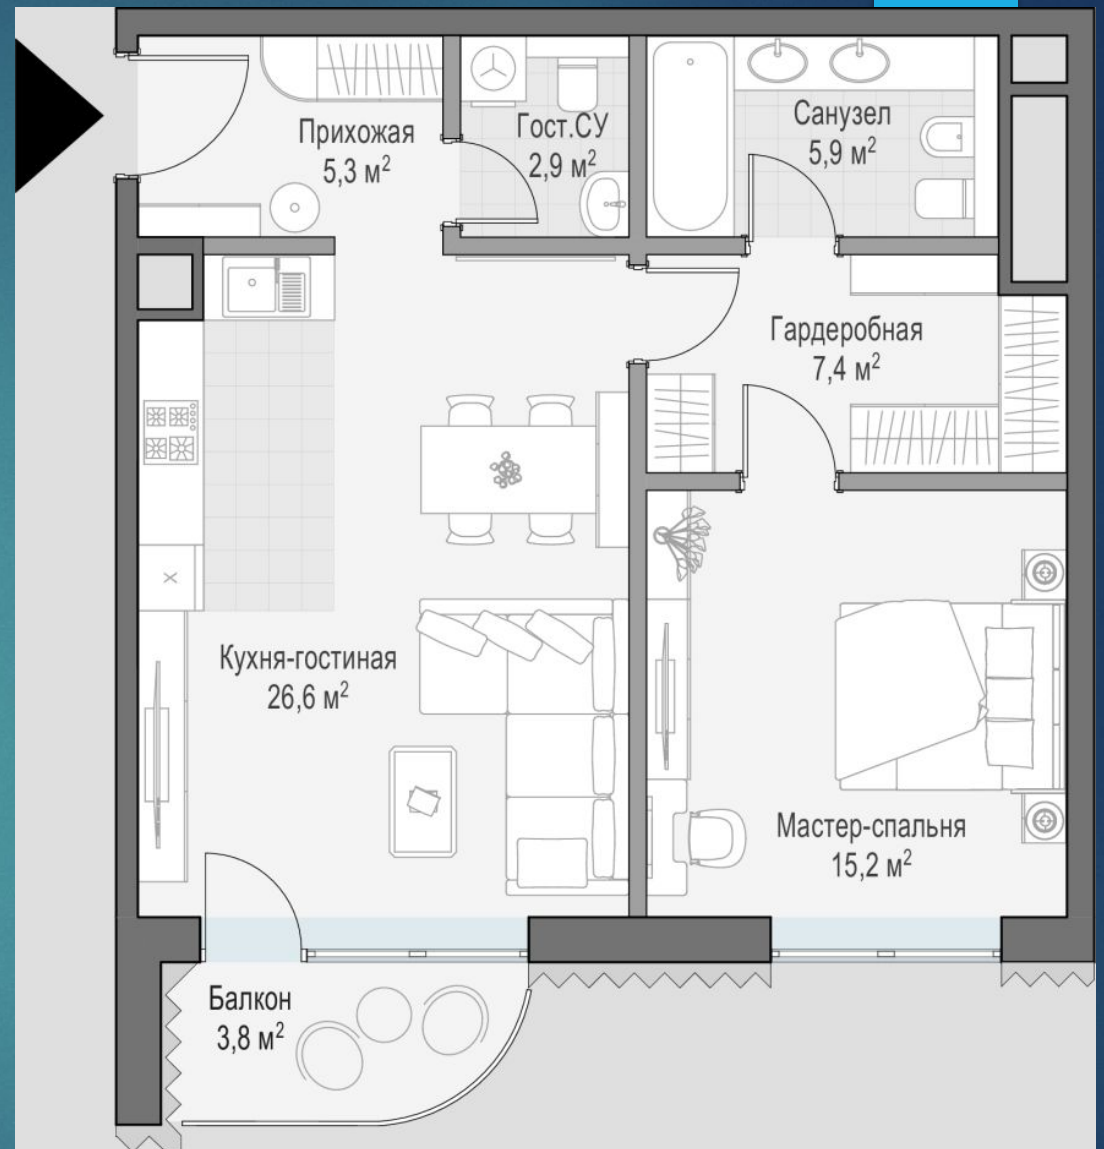 Прихожая
5,3 м²
Гост.СУ
2,9 м²
Санузел
5,9 м²
Гардеробная
7,4 м²
X
Кухня-гостиная
26,6 м²
Мастер-спальня
15,2 м²
Балкон
3,8 м²